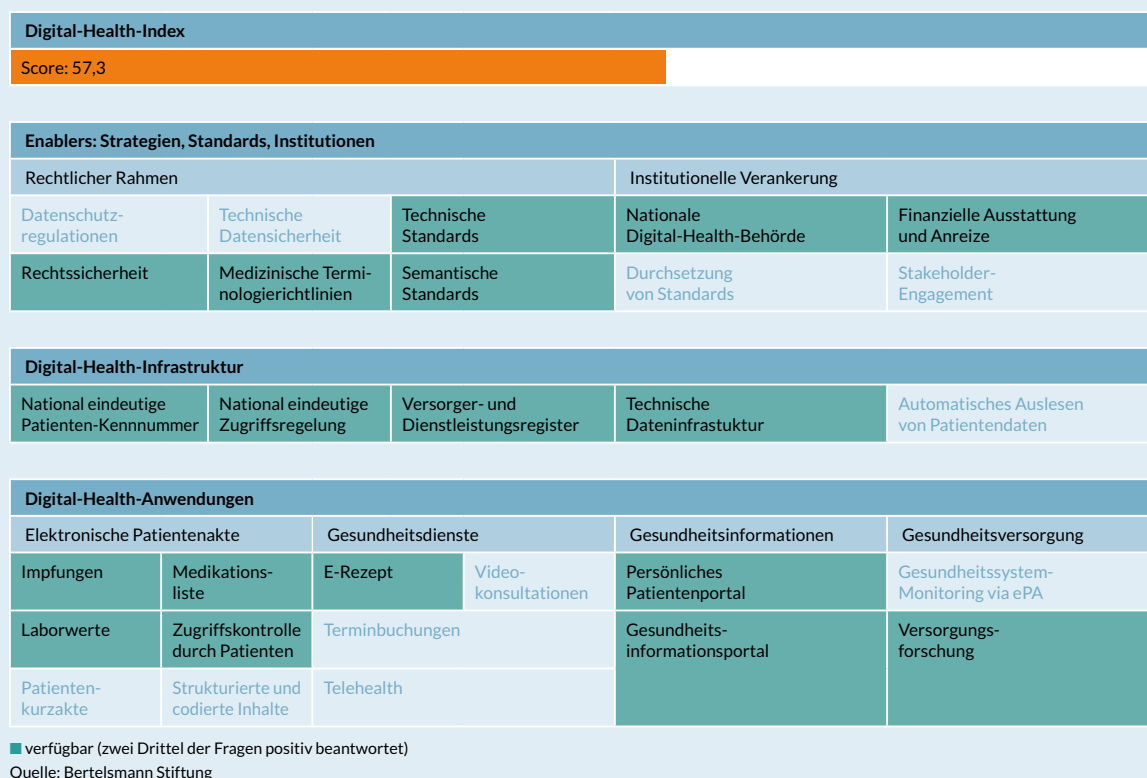 Digital-Health-Index
Score: 57,3
Enablers: Strategien, Standards, Institutionen
Rechtlicher Rahmen
Institutionelle Verankerung
Datenschutz-
regulationen
Technische
Datensicherheit
Technische
Standards
Nationale
Digital-Health-Behörde
Finanzielle Ausstattung
und Anreize
Rechtssicherheit
Medizinische Termi-
nologierichtlinien
Semantische
Standards
Durchsetzung
von Standards
Stakeholder-
Engagement
Digital-Health-Infrastruktur
National eindeutige
Patienten-Kennnummer
National eindeutige
Zugriffsregelung
Versorger- und
Dienstleistungsregister
Technische
Dateninfrastuktur
Automatisches Auslesen
von Patientendaten
Digital-Health-Anwendungen
Elektronische Patientenakte
Gesundheitsdienste
Gesundheitsinformationen
Gesundheitsversorgung
Impfungen
Medikations-
liste
E-Rezept
Video-
konsultationen
Persönliches
Patientenportal
Gesundheitssystem-
Monitoring via ePA
Laborwerte
Zugriffskontrolle
durch Patienten
Terminbuchungen
Gesundheits-
informationsportal
Versorgungs-
forschung
Patienten-
kurzakte
Strukturierte und
codierte Inhalte
Telehealth
verfügbar (zwei Drittel der Fragen positiv beantwortet)
Quelle: Bertelsmann Stiftung